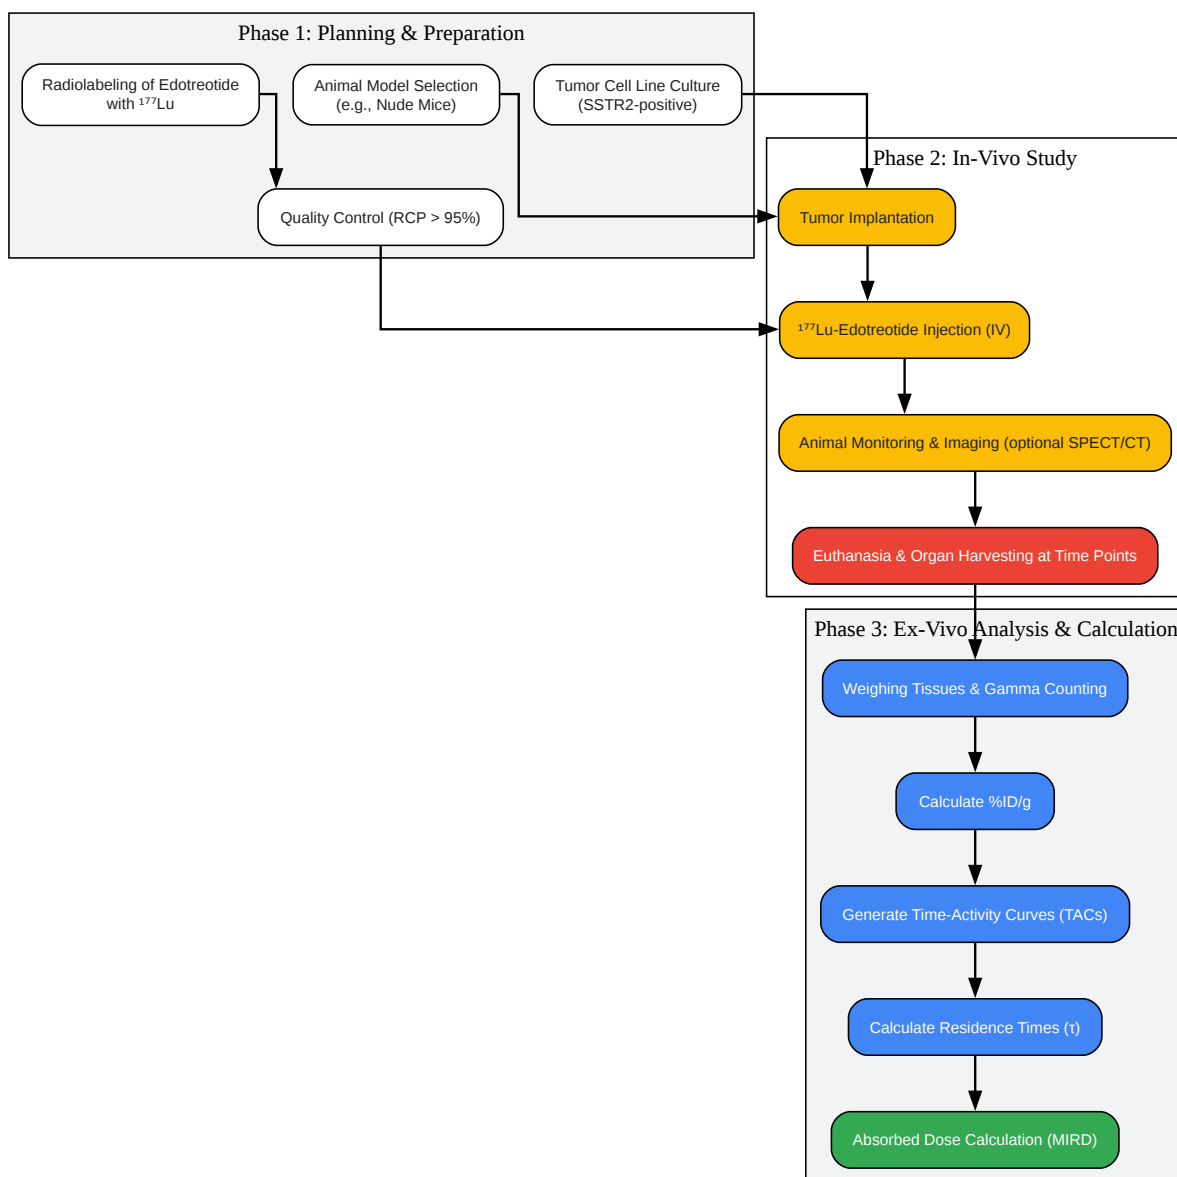 Phase 1: Planning & Preparation
Radiolabeling of Edotreotide
with ¹⁷⁷Lu
Animal Model Selection
(e.g., Nude Mice)
Tumor Cell Line Culture
(SSTR2-positive)
Quality Control (RCP > 95%)
Phase 2: In-Vivo Study
Tumor Implantation
¹⁷⁷Lu-Edotreotide Injection (IV)
Animal Monitoring & Imaging (optional SPECT/CT)
Euthanasia & Organ Harvesting at Time Points
Phase 3: Ex-Vivo Analysis & Calculation
Weighing Tissues & Gamma Counting
Calculate %ID/g
Generate Time-Activity Curves (TACs)
Calculate Residence Times (τ)
Absorbed Dose Calculation (MIRD)